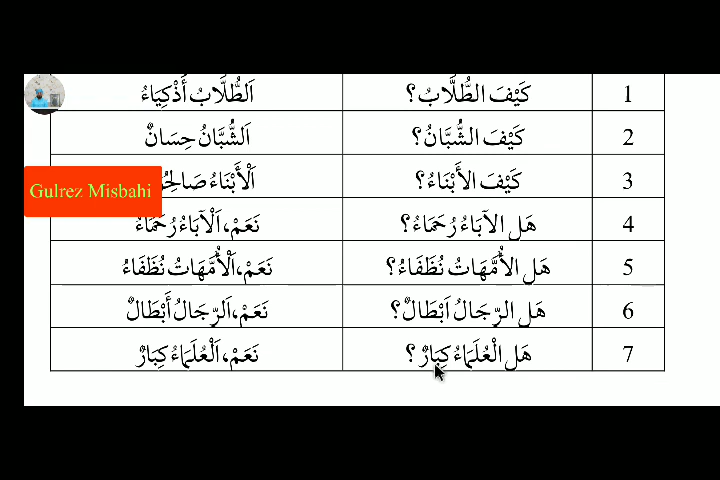 1 كَيْفَ الطُّلَّابُ؟ اَلطُّلَّابُ أَذْكِيَاءُ
2 كَيْفَ الشُّبَّانُ؟ اَلشُّبَّانُ حِسَانٌ
3 كَيْفَ الأَبْنَاءُ؟ اَلْأَبْنَاءُ
Gulrez Misbahi
4 هَلِ الآبَاءُ رُحَمَاءُ؟ نَعَمْ، اَلْآبَاءُ رُحَمَاءُ
5 هَلِ الأُمَّهَاتُ نُظَفَاءُ؟ نَعَمْ، اَلْأُمَّهَاتُ نُظَفَاءُ
6 هَلِ الرِّجَالُ اَبْطَالٌ؟ نَعَمْ، اَلرِّجَالُ أَبْطَالٌ
7 هَلِ الْعُلَمَاءُ كِبَارٌ ؟ نَعَمْ، اَلْعُلَمَاءُ كِبَارٌ